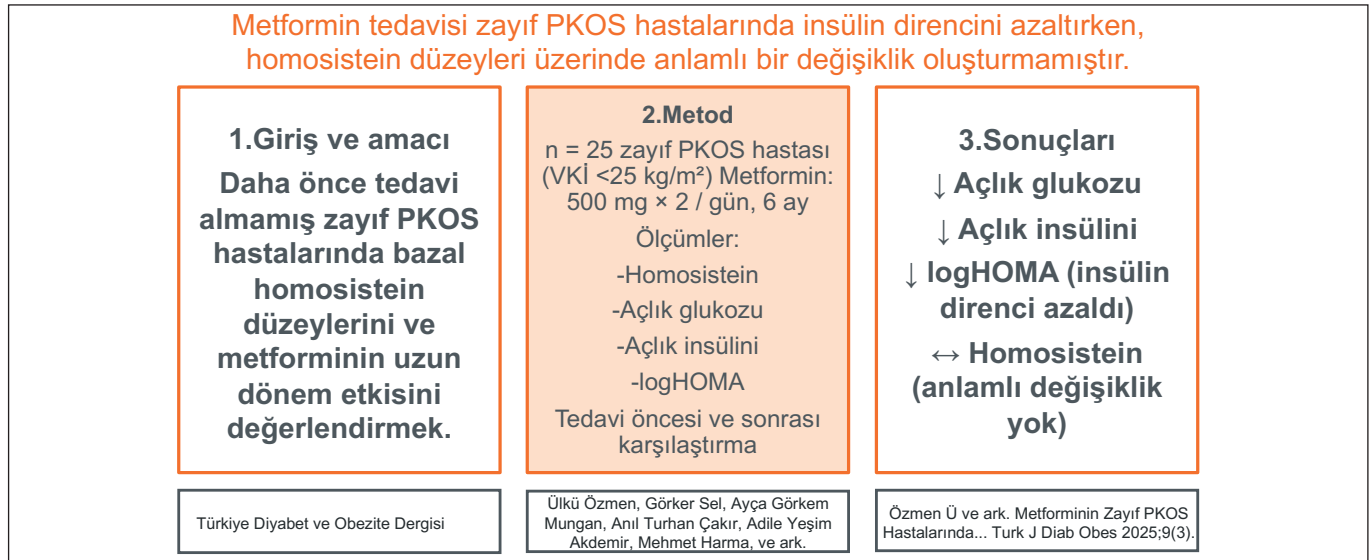 Metformin tedavisi zayıf PKOS hastalarında insülin direncini azaltırken,
homosistein düzeyleri üzerinde anlamlı bir değişiklik oluşturmamıştır.
1.Giriş ve amacı
Daha önce tedavi
almamış zayıf PKOS
hastalarında bazal
homosistein
düzeylerini ve
metforminin uzun
dönem etkisini
değerlendirmek.
2.Metod
n = 25 zayıf PKOS hastası
(VKİ <25 kg/m²) Metformin:
500 mg × 2 / gün, 6 ay
Ölçümler:
-Homosistein
-Açlık glukozu
-Açlık insülini
-logHOMA
Tedavi öncesi ve sonrası
karşılaştırma
3.Sonuçları
↓ Açlık glukozu
↓ Açlık insülini
↓ logHOMA (insülin
direnci azaldı)
↔ Homosistein
(anlamlı değişiklik
yok)
Türkiye Diyabet ve Obezite Dergisi
Ülkü Özmen, Görker Sel, Ayça Görkem
Mungan, Anıl Turhan Çakır, Adile Yeşim
Akdemir, Mehmet Harma, ve ark.
Özmen Ü ve ark. Metforminin Zayıf PKOS
Hastalarında... Turk J Diab Obes 2025;9(3).